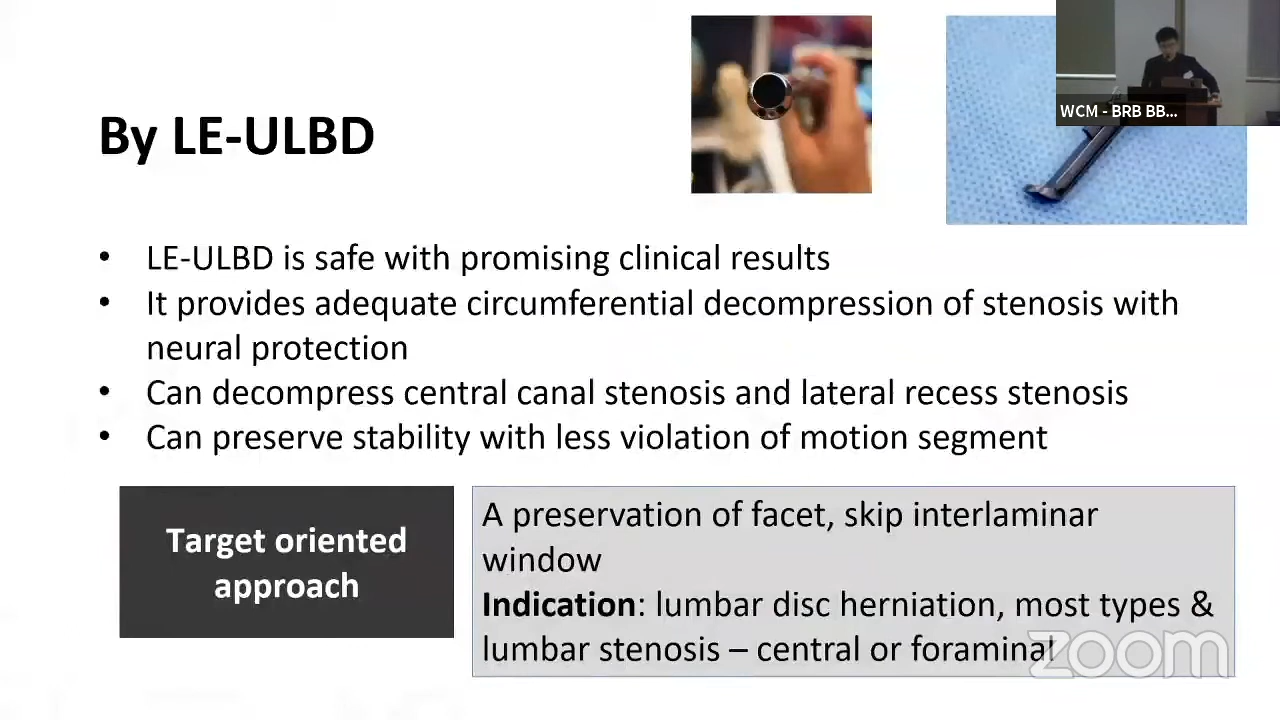 WCM - BRB BB...
By LE-ULBD
• LE-ULBD is safe with promising clinical results
• It provides adequate circumferential decompression of stenosis with
neural protection
• Can decompress central canal stenosis and lateral recess stenosis
• Can preserve stability with less violation of motion segment
Target oriented
approach
A preservation of facet, skip interlaminar
window
Indication: lumbar disc herniation, most types &
lumbar stenosis – central or foraminal
zoom